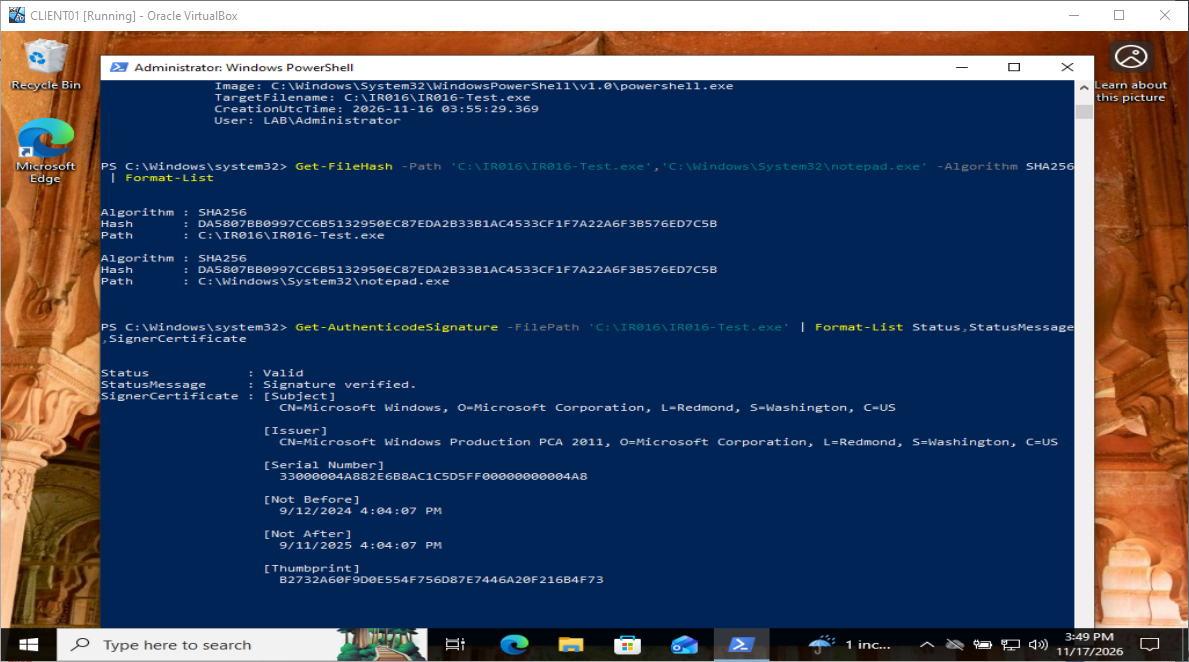 CLIENT01 [Running] - Oracle VirtualBox
Recycle Bin
Microsoft
Edge
Learn about
this picture
Administrator: Windows PowerShell
Image: C:\Windows\System32\WindowsPowerShell\v1.0\powershell.exe
TargetFilename: C:\IR016\IR016-Test.exe
CreationUtcTime: 2026-11-16 03:55:29.369
User: LAB\Administrator
PS C:\Windows\system32> Get-FileHash -Path 'C:\IR016\IR016-Test.exe','C:\Windows\System32\notepad.exe' -Algorithm SHA256
| Format-List
Algorithm : SHA256
Hash : DA5807BB0997CC6B5132950EC87EDA2B33B1AC4533CF1F7A22A6F3B576ED7C5B
Path : C:\IR016\IR016-Test.exe
Algorithm : SHA256
Hash : DA5807BB0997CC6B5132950EC87EDA2B33B1AC4533CF1F7A22A6F3B576ED7C5B
Path : C:\Windows\System32\notepad.exe
PS C:\Windows\system32> Get-AuthenticodeSignature -FilePath 'C:\IR016\IR016-Test.exe' | Format-List Status,StatusMessage
,SignerCertificate
Status : Valid
StatusMessage : Signature verified.
SignerCertificate : [Subject]
CN=Microsoft Windows, O=Microsoft Corporation, L=Redmond, S=Washington, C=US
[Issuer]
CN=Microsoft Windows Production PCA 2011, O=Microsoft Corporation, L=Redmond, S=Washington, C=US
[Serial Number]
33000004A882E6B8AC1C5D5FF00000000004A8
[Not Before]
9/12/2024 4:04:07 PM
[Not After]
9/11/2025 4:04:07 PM
[Thumbprint]
B2732A60F9D0E554F756D87E7446A20F216B4F73
Type here to search
1 inc...
3:49 PM
11/17/2026